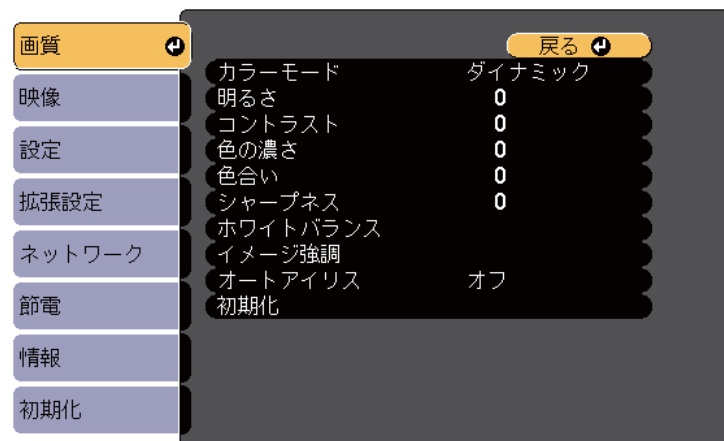 画質
映像
設定
拡張設定
ネットワーク
節電
情報
初期化
戻る
カラーモード ダイナミック
明るさ 0
コントラスト 0
色の濃さ 0
色合い 0
シャープネス 0
ホワイトバランス
イメージ強調
オートアイリス オフ
初期化